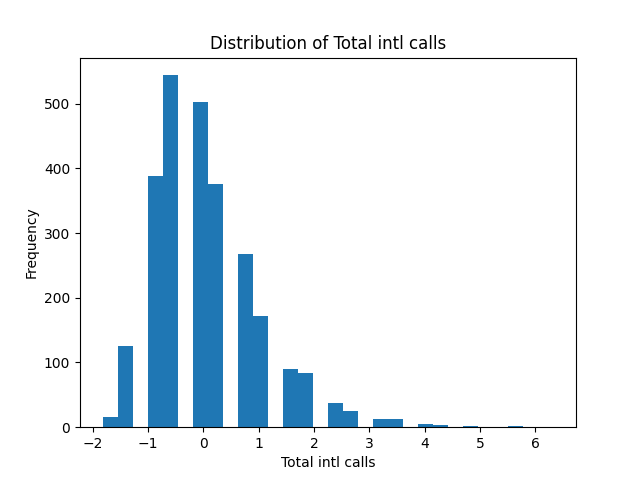 Distribution of Total intl calls
Frequency
500
400
300
200
100
0
−2 −1 0 1 2 3 4 5 6
Total intl calls